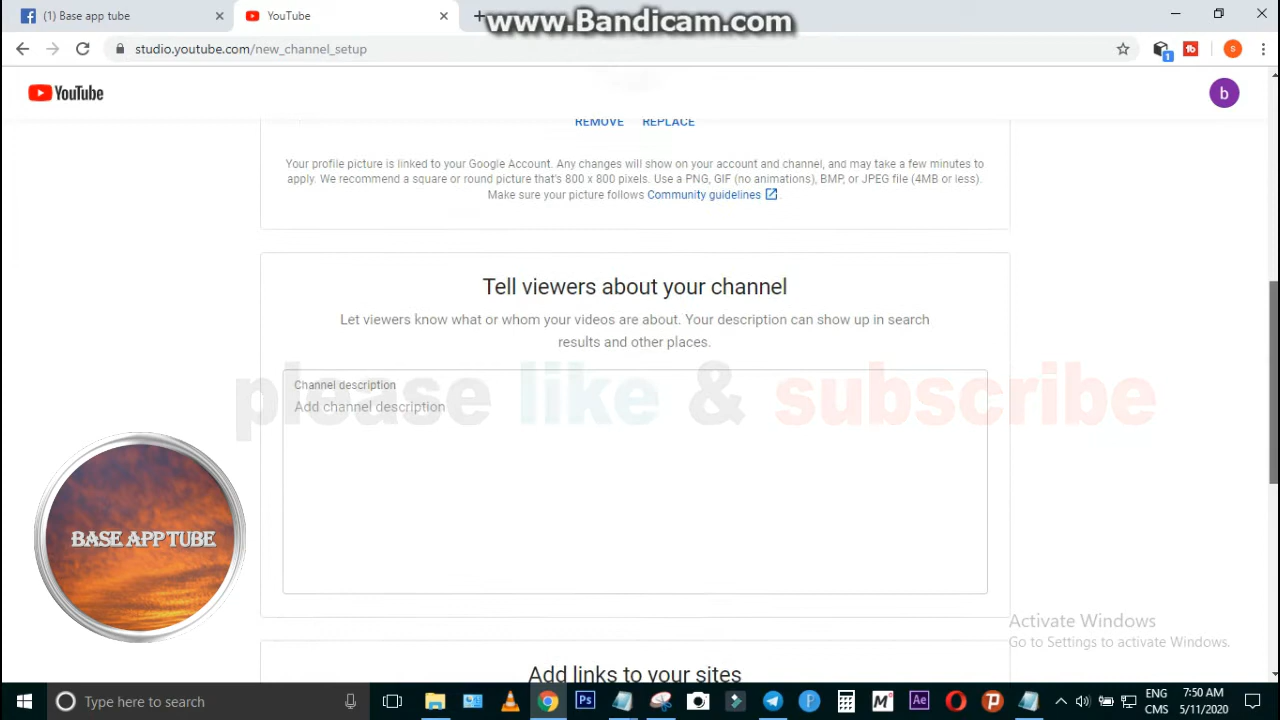 (1) Base app tube
YouTube
www.Bandicam.com
studio.youtube.com/new_channel_setup
1
s
YouTube
b
REMOVE REPLACE
Your profile picture is linked to your Google Account. Any changes will show on your account and channel, and may take a few minutes to
apply. We recommend a square or round picture that's 800 x 800 pixels. Use a PNG, GIF (no animations), BMP, or JPEG file (4MB or less).
Make sure your picture follows Community guidelines
Tell viewers about your channel
Let viewers know what or whom your videos are about. Your description can show up in search
results and other places.
Channel description
Add channel description
please like & subscribe
BASE APP TUBE
Activate Windows
Go to Settings to activate Windows.
Add links to your sites
Type here to search
Ps
Ae
ENG
CMS
7:50 AM
5/11/2020